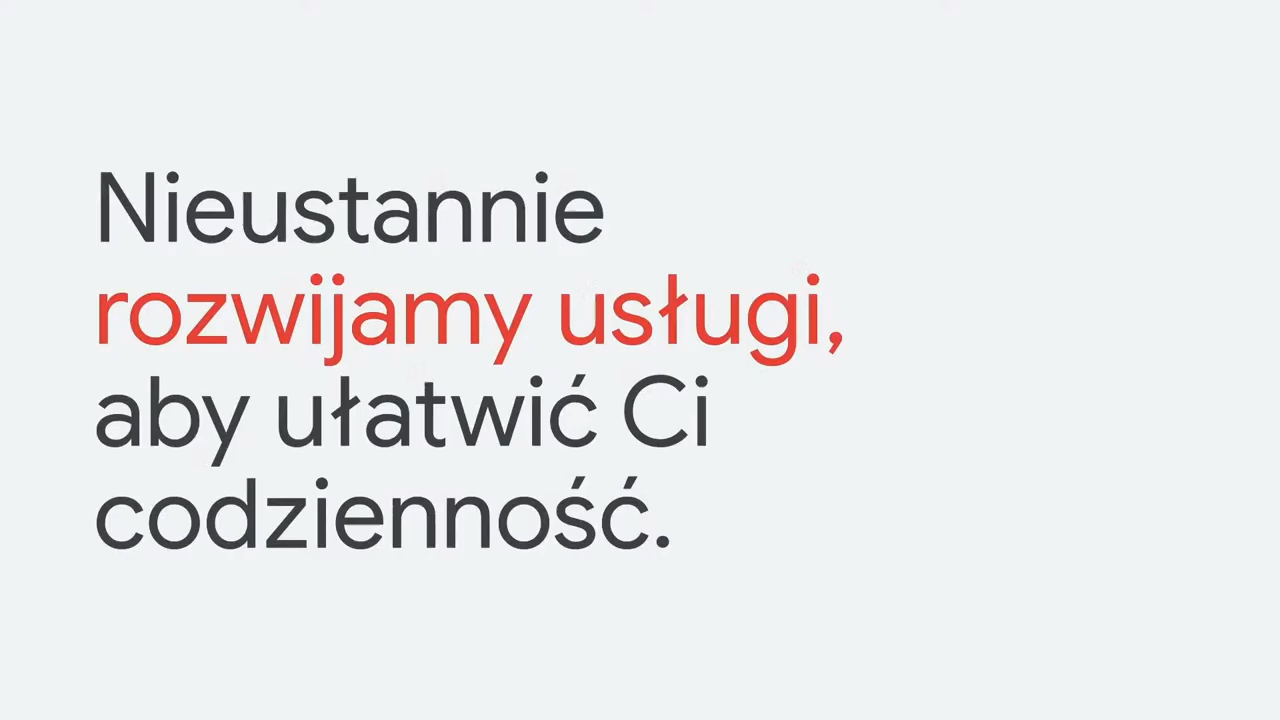 Nieustannie
rozwijamy usługi,
aby ułatwić Ci
codzienność.